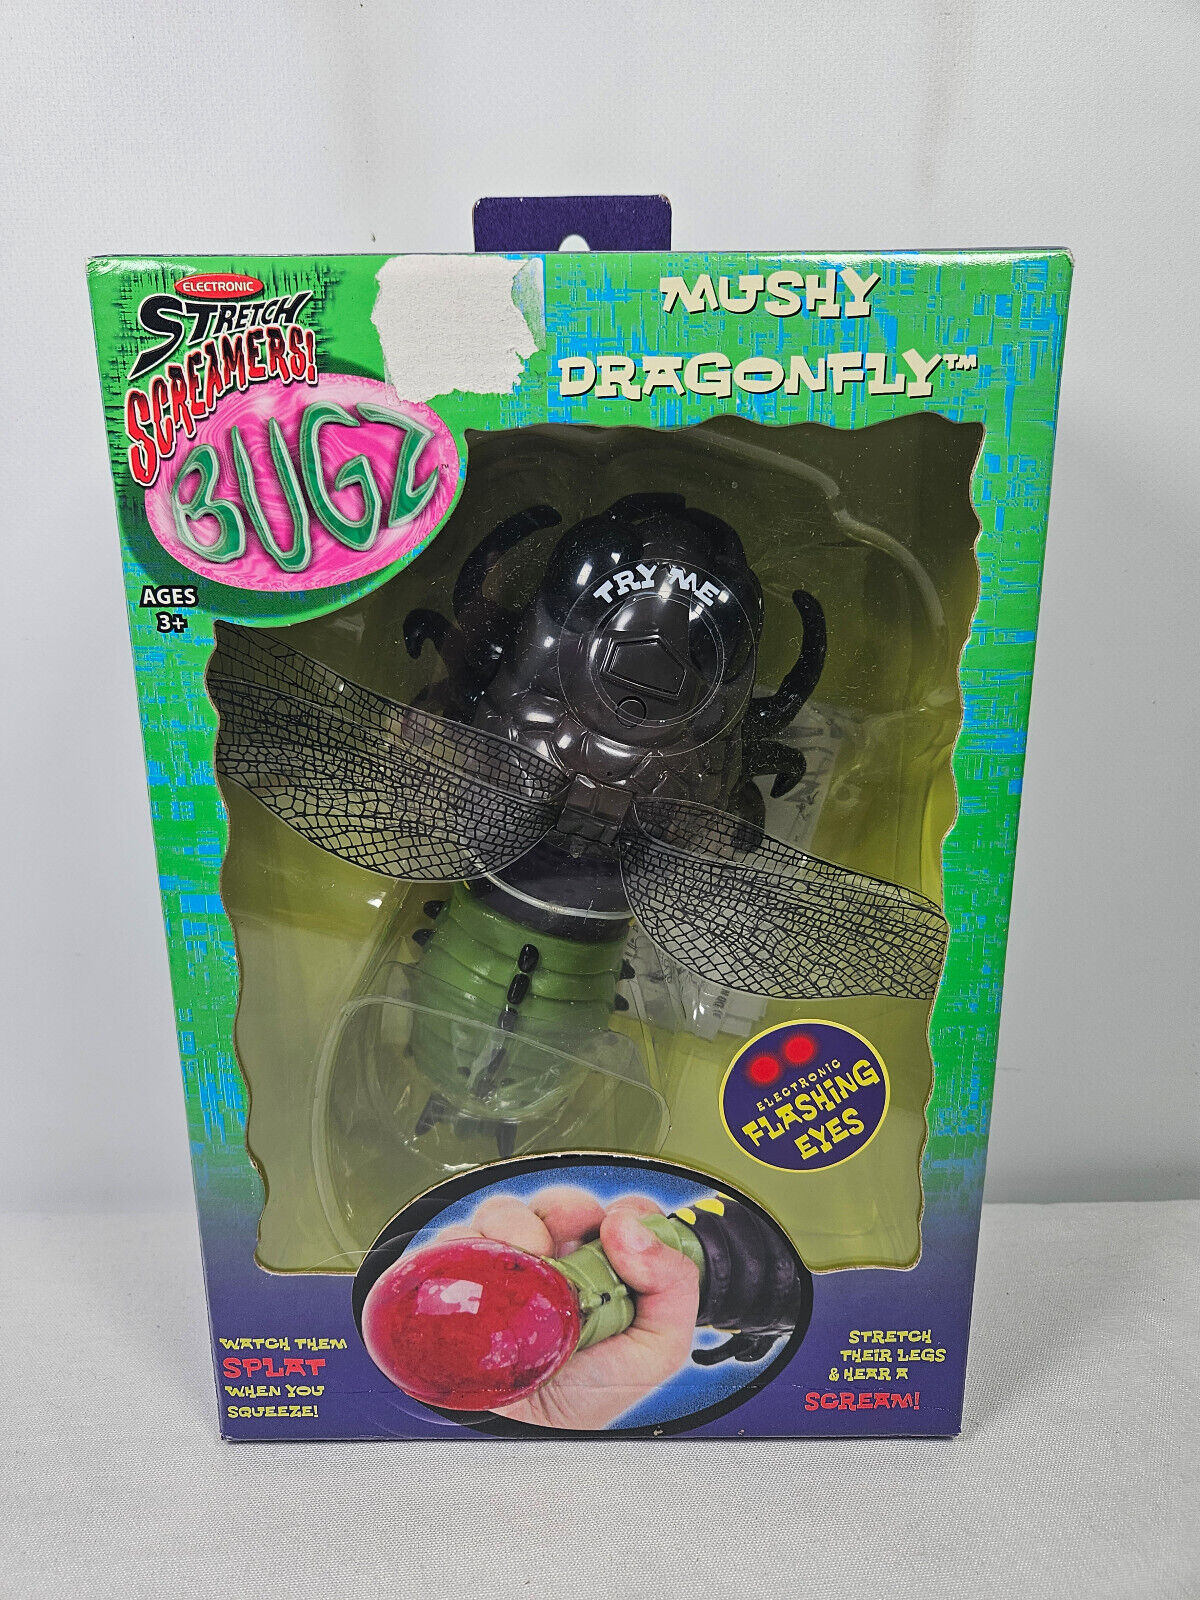 ELECTRONIC
STRETCH
SCREAMERS!
BUGZ™
MUSHY
DRAGONFLY™
AGES
3+
TRY ME
ELECTRONIC
FLASHING
EYES
WATCH THEM
SPLAT
WHEN YOU
SQUEEZE!
STRETCH
THEIR LEGS
& HEAR A
SCREAM!